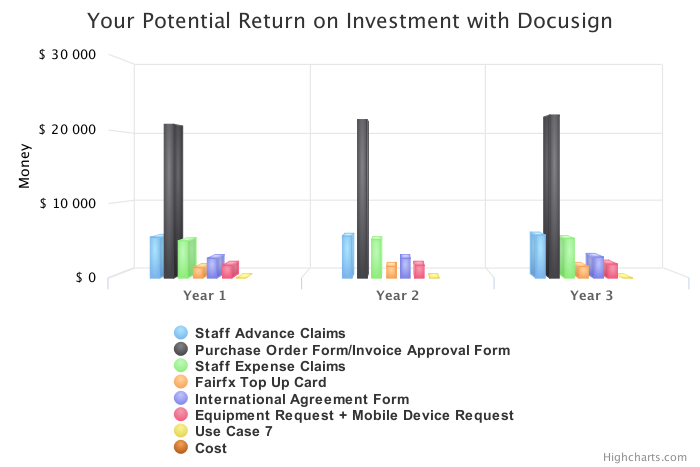 Your Potential Return on Investment with Docusign
$ 30 000
$ 20 000
$ 10 000
$ 0
Money
Year 1
Year 2
Year 3
Staff Advance Claims
Purchase Order Form/Invoice Approval Form
Staff Expense Claims
Fairfx Top Up Card
International Agreement Form
Equipment Request + Mobile Device Request
Use Case 7
Cost
Highcharts.com